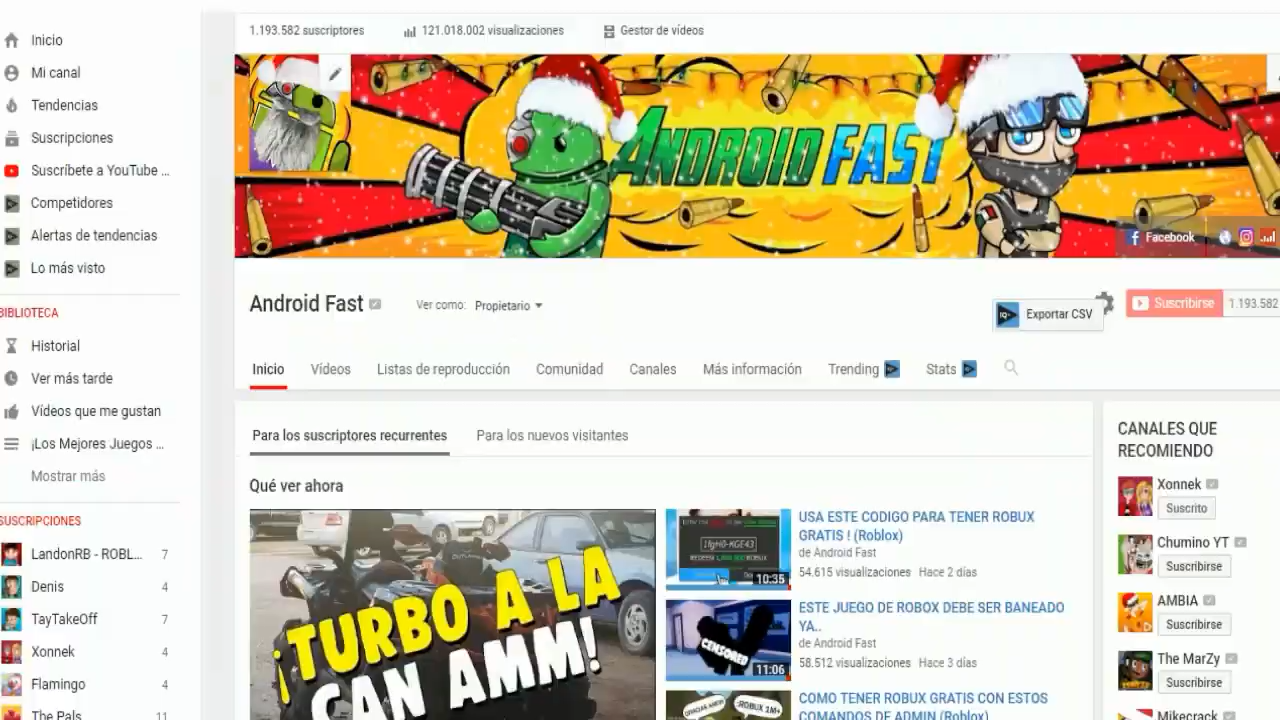 1.193.582 suscriptores
121.018.002 visualizaciones
Gestor de vídeos
Inicio
Mi canal
Tendencias
Suscripciones
Suscríbete a YouTube ...
Competidores
Alertas de tendencias
Lo más visto
BIBLIOTECA
Historial
Ver más tarde
Vídeos que me gustan
¡Los Mejores Juegos ...
Mostrar más
SUSCRIPCIONES
LandonRB - ROBL... 7
Denis 4
TayTakeOff 7
Xonnek 4
Flamingo 4
The Pals 11
ANDROID FAST
Facebook
Android Fast
Ver como: Propietario
Exportar CSV
Suscribirse 1.193.582
Inicio
Vídeos
Listas de reproducción
Comunidad
Canales
Más información
Trending
Stats
Para los suscriptores recurrentes
Para los nuevos visitantes
Qué ver ahora
¡TURBO A LA
CAN AMM!
10:35
USA ESTE CODIGO PARA TENER ROBUX
GRATIS ! (Roblox)
de Android Fast
54.615 visualizaciones Hace 2 días
CENSORED
11:06
ESTE JUEGO DE ROBOX DEBE SER BANEADO
YA..
de Android Fast
58.512 visualizaciones Hace 3 días
COMO TENER ROBUX GRATIS CON ESTOS
COMANDOS DE ADMIN (Roblox)
CANALES QUE
RECOMIENDO
Xonnek
Suscrito
Chumino YT
Suscribirse
AMBIA
Suscribirse
The MarZy
Suscribirse
Mikecrack